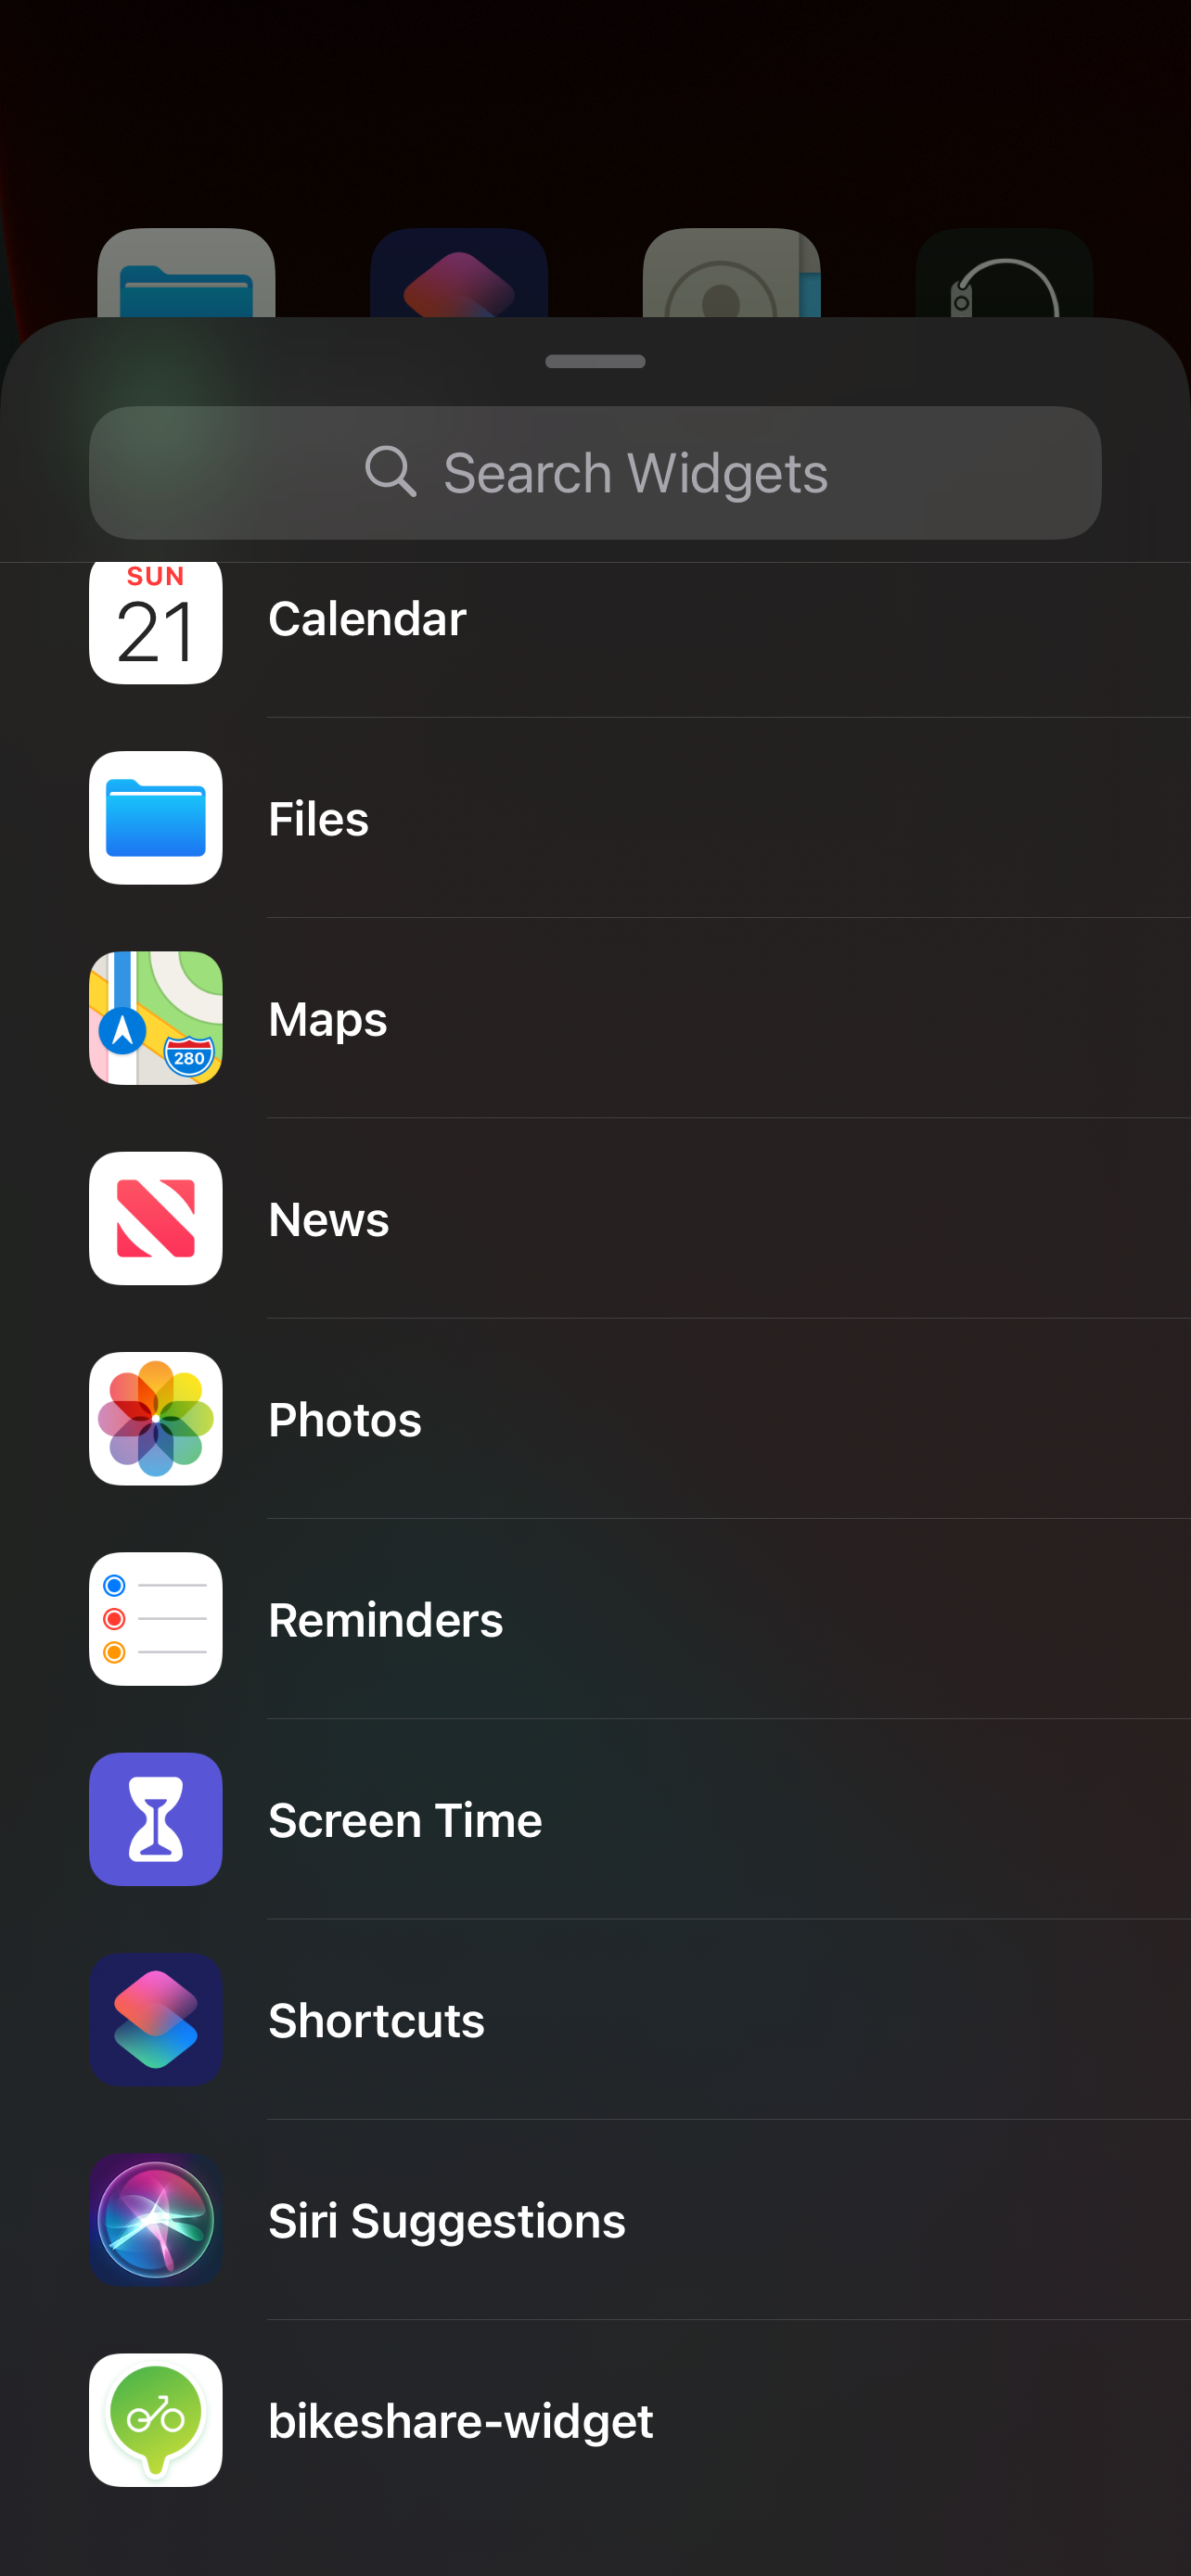 Search Widgets
SUN
21
Calendar
Files
280
Maps
News
Photos
Reminders
Screen Time
Shortcuts
Siri Suggestions
bikeshare-widget